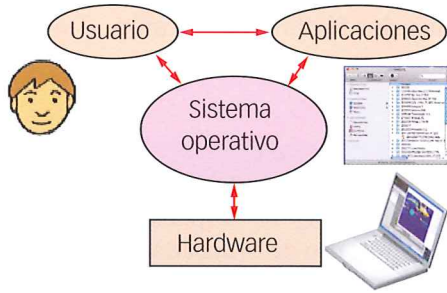 Usuario
Aplicaciones
Sistema
operativo
Hardware